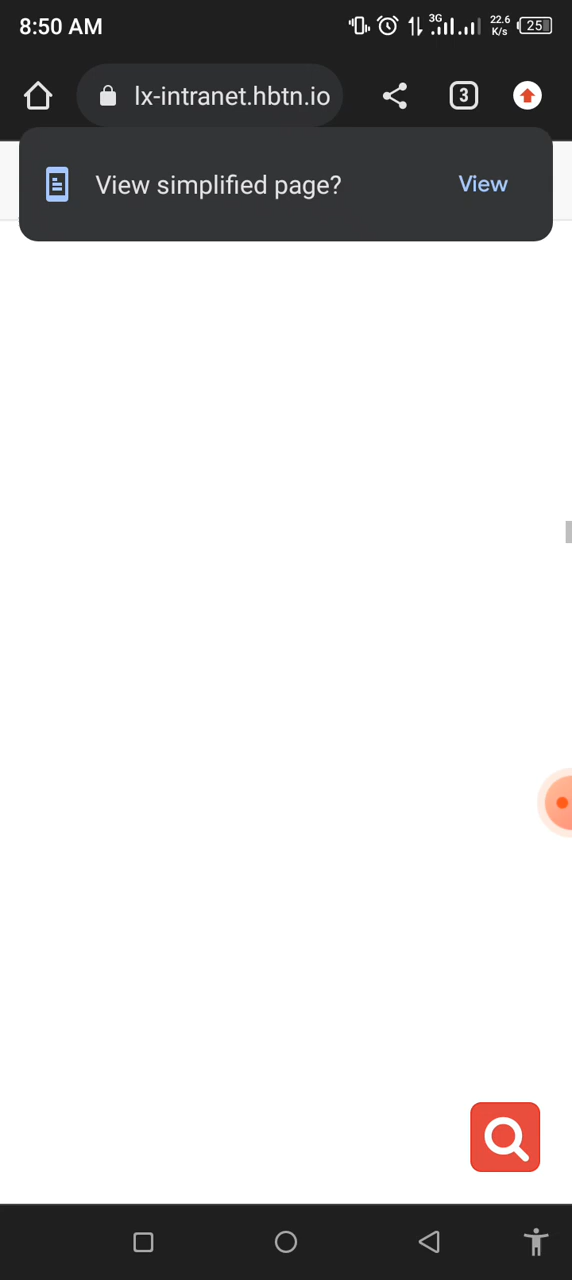 8:50 AM
3G
22.6
K/s
25
lx-intranet.hbtn.io
3
View simplified page?
View